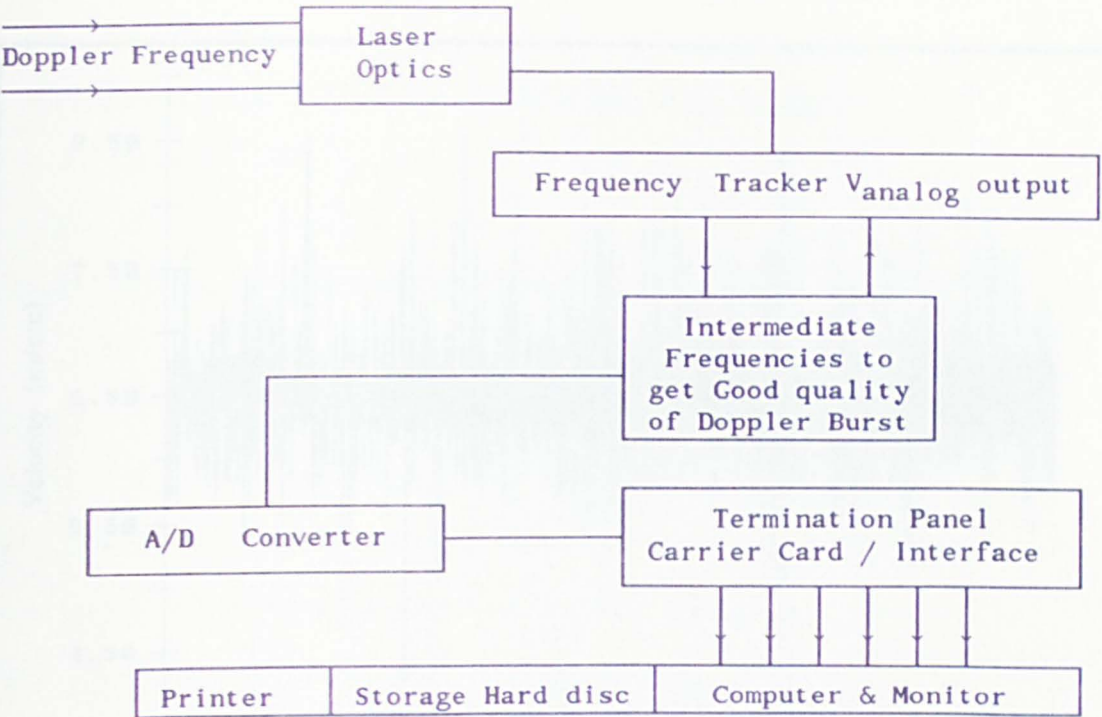 Doppler Frequency
Laser
Optics
Frequency Tracker Vanalog output
Intermediate
Frequencies to
get Good quality
of Doppler Burst
A/D Converter
Termination Panel
Carrier Card / Interface
Printer
Storage Hard disc
Computer & Monitor